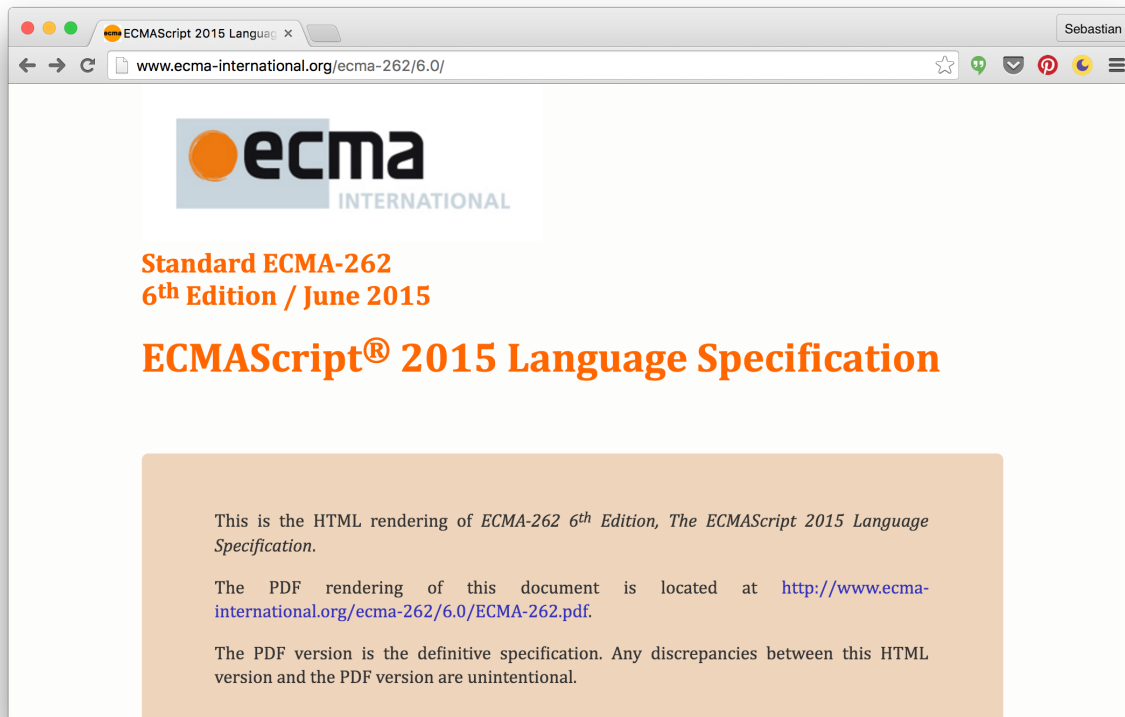 ecma ECMAScript 2015 Languag ×
Sebastian
www.ecma-international.org/ecma-262/6.0/
ecma
INTERNATIONAL
Standard ECMA-262
6th Edition / June 2015
ECMAScript® 2015 Language Specification
This is the HTML rendering of ECMA-262 6th Edition, The ECMAScript 2015 Language
Specification.
The PDF rendering of this document is located at http://www.ecma-
international.org/ecma-262/6.0/ECMA-262.pdf.
The PDF version is the definitive specification. Any discrepancies between this HTML
version and the PDF version are unintentional.